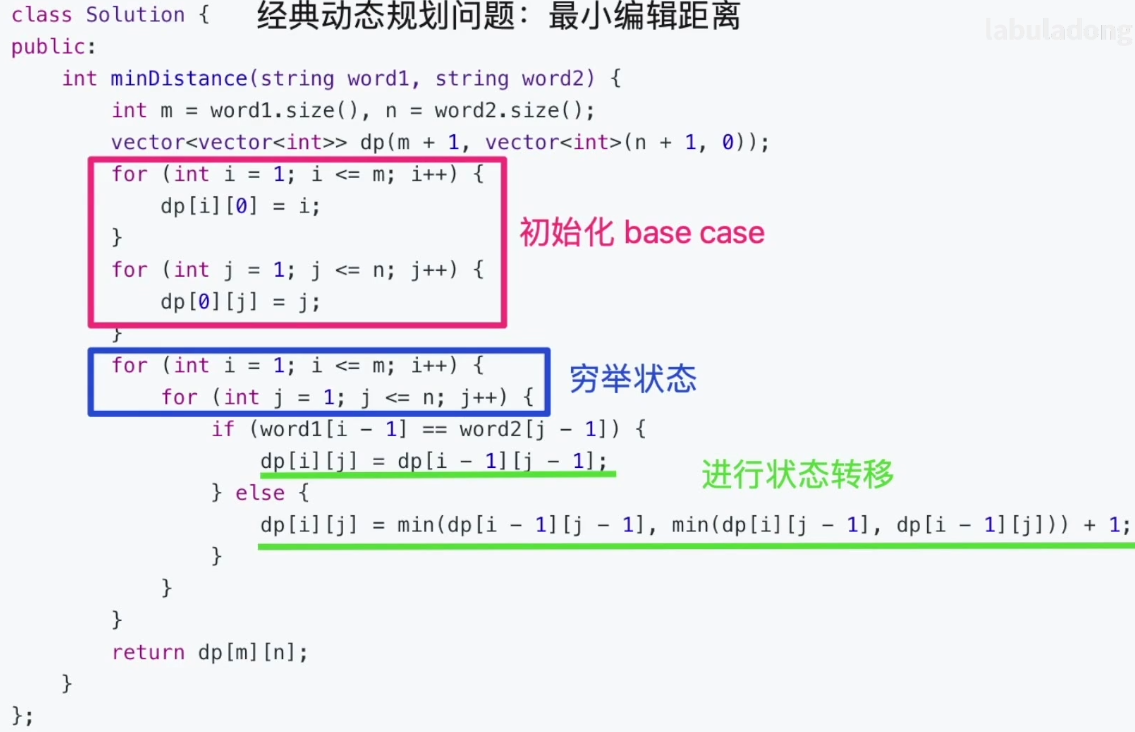 class Solution { 经典动态规划问题：最小编辑距离
labuladong
public:
    int minDistance(string word1, string word2) {
        int m = word1.size(), n = word2.size();
        vector<vector<int>> dp(m + 1, vector<int>(n + 1, 0));
        for (int i = 1; i <= m; i++) {
            dp[i][0] = i;
        }
初始化 base case
        for (int j = 1; j <= n; j++) {
            dp[0][j] = j;
        }
        for (int i = 1; i <= m; i++) {
穷举状态
            for (int j = 1; j <= n; j++) {
                if (word1[i - 1] == word2[j - 1]) {
                    dp[i][j] = dp[i - 1][j - 1];
进行状态转移
                } else {
                    dp[i][j] = min(dp[i - 1][j - 1], min(dp[i][j - 1], dp[i - 1][j])) + 1;
                }
            }
        }
        return dp[m][n];
    }
};